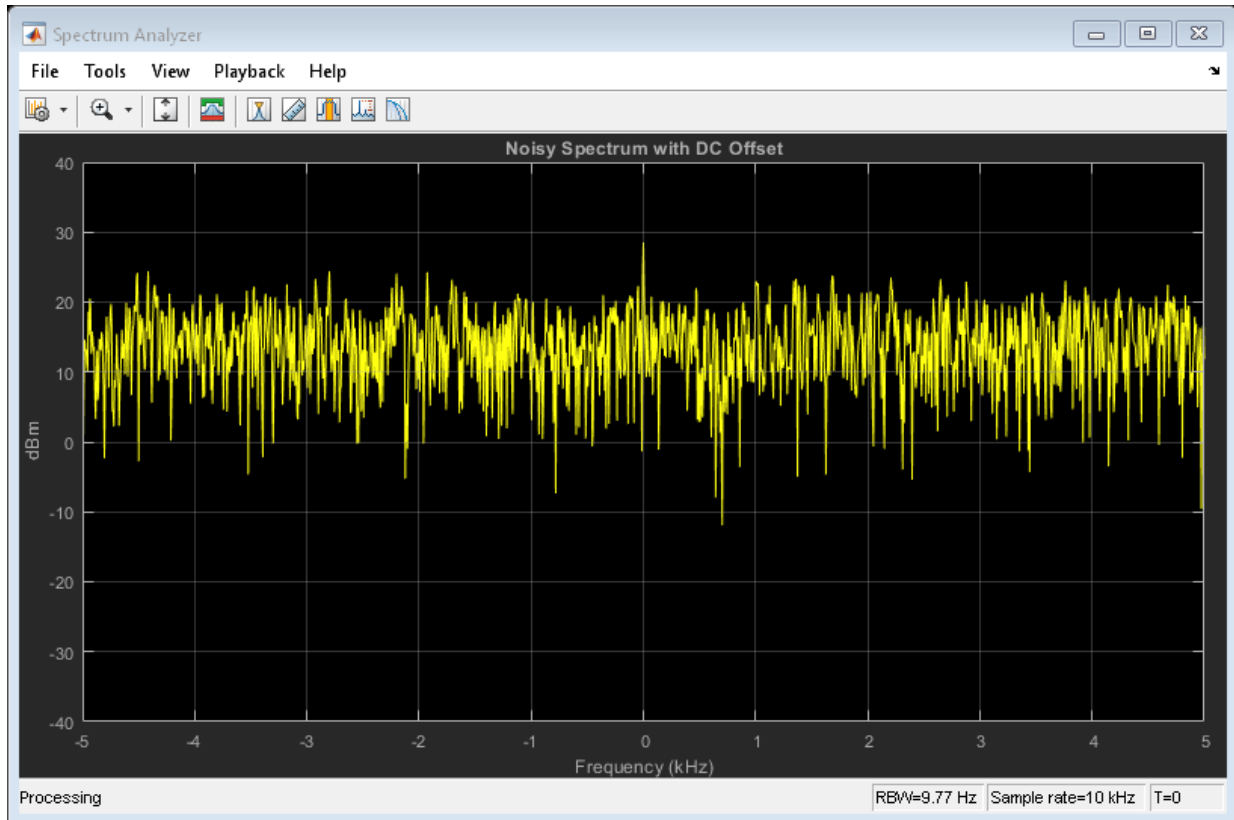 Spectrum Analyzer
File Tools View Playback Help
Noisy Spectrum with DC Offset
40
30
20
10
0
-10
-20
-30
-40
dBm
-5 -4 -3 -2 -1 0 1 2 3 4 5
Frequency (kHz)
Processing RBW=9.77 Hz Sample rate=10 kHz T=0